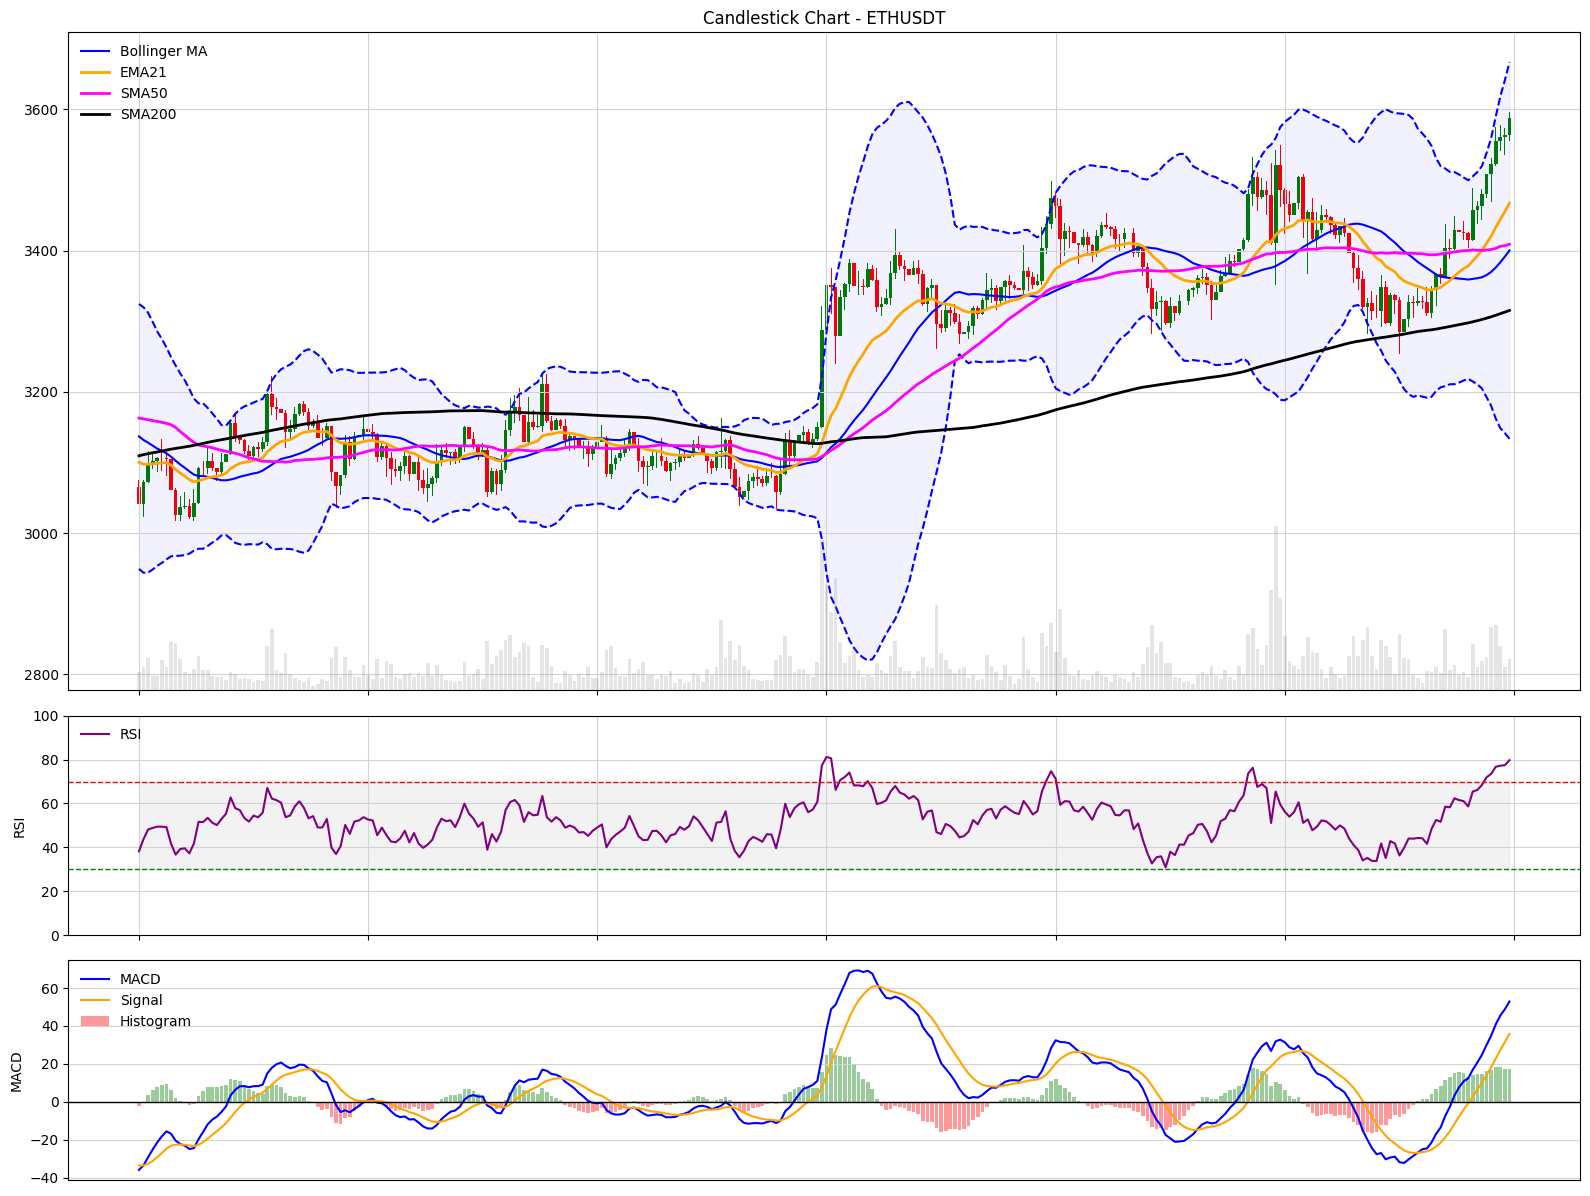 Candlestick Chart - ETHUSDT
Bollinger MA
EMA21
SMA50
SMA200
3600
3400
3200
3000
2800
RSI
100
80
60
40
20
0
RSI
MACD
Signal
Histogram
60
40
20
0
−20
−40
MACD